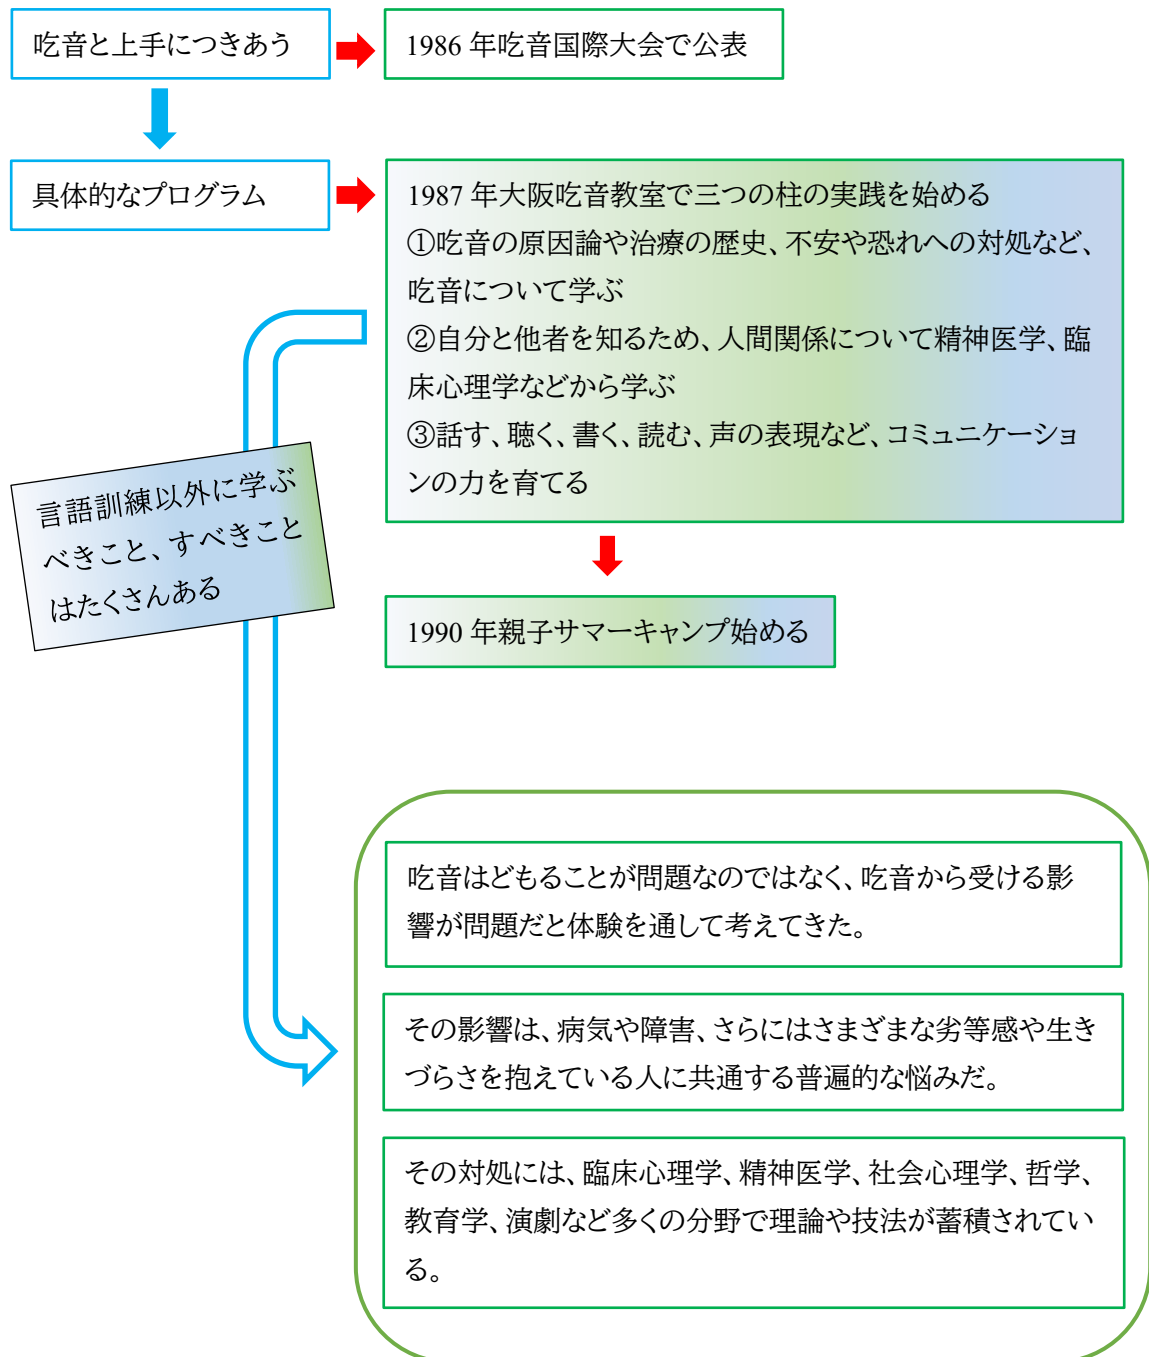 吃音と上手につきあう
1986 年吃音国際大会で公表
具体的なプログラム
1987 年大阪吃音教室で三つの柱の実践を始める
①吃音の原因論や治療の歴史、不安や恐れへの対処など、
吃音について学ぶ
②自分と他者を知るため、人間関係について精神医学、臨
床心理学などから学ぶ
③話す、聴く、書く、読む、声の表現など、コミュニケーショ
ンの力を育てる
言語訓練以外に学ぶ
べきこと、すべきこと
はたくさんある
1990 年親子サマーキャンプ始める
吃音はどもることが問題なのではなく、吃音から受ける影
響が問題だと体験を通して考えてきた。
その影響は、病気や障害、さらにはさまざまな劣等感や生き
づらさを抱えている人に共通する普遍的な悩みだ。
その対処には、臨床心理学、精神医学、社会心理学、哲学、
教育学、演劇など多くの分野で理論や技法が蓄積されてい
る。